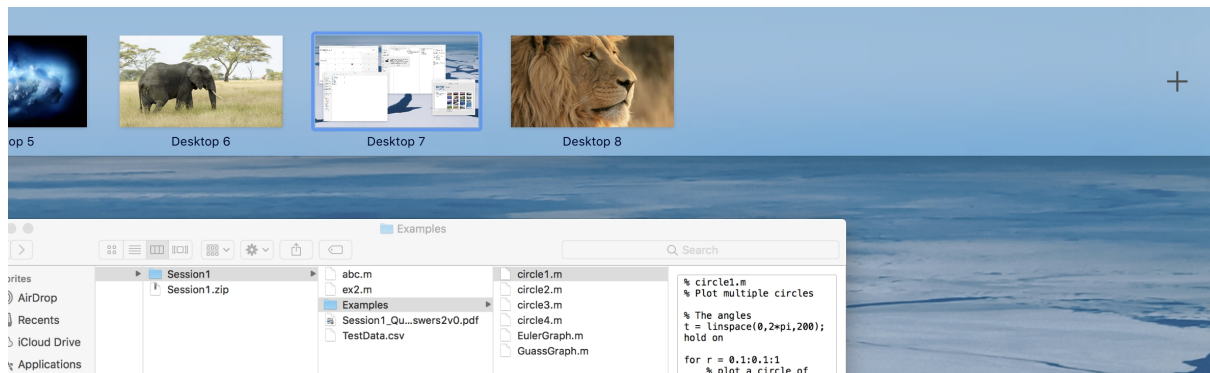 op 5
Desktop 6
Desktop 7
Desktop 8
Examples
Search
orites
AirDrop
Recents
iCloud Drive
Applications
Session1
Session1.zip
abc.m
ex2.m
Examples
Session1_Qu...swers2v0.pdf
TestData.csv
circle1.m
circle2.m
circle3.m
circle4.m
EulerGraph.m
GuassGraph.m
% circle1.m
% Plot multiple circles
% The angles
t = linspace(0,2*pi,200);
hold on
for r = 0.1:0.1:1
% plot a circle of